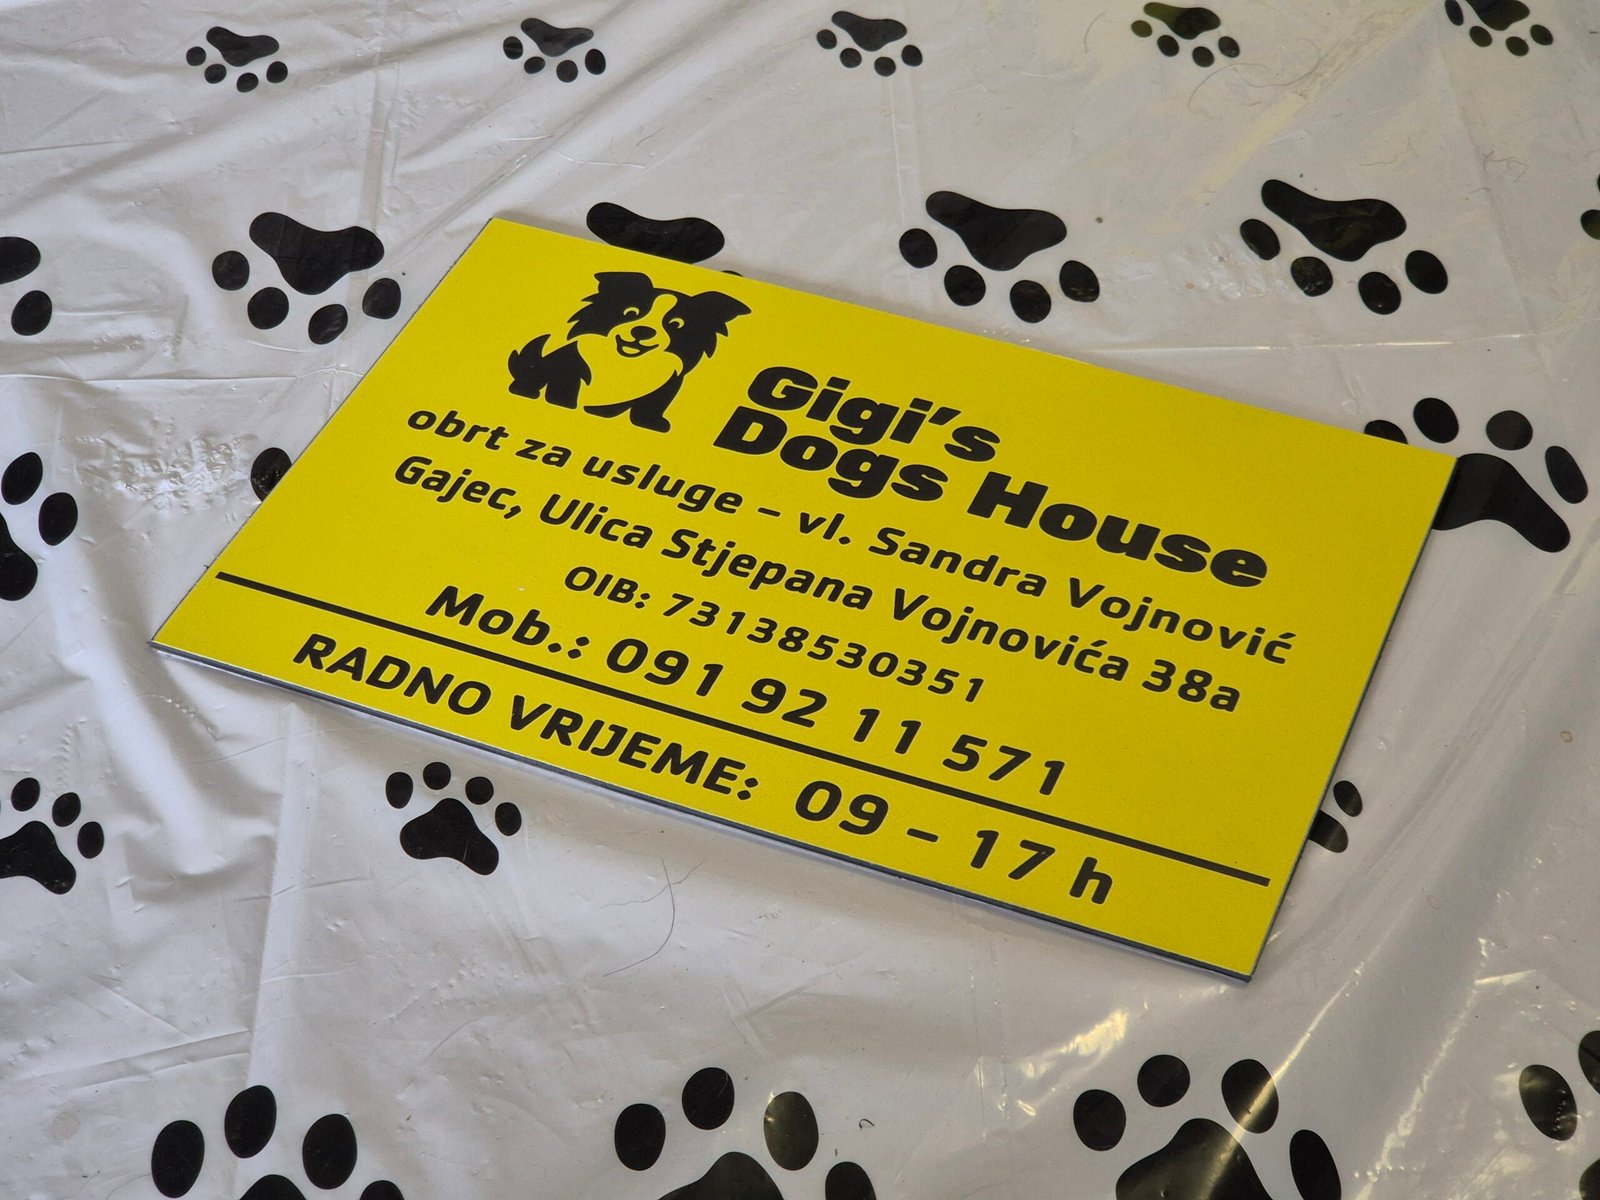 Gigi's
Dogs House
obrt za usluge – vl. Sandra Vojnović
Gajec, Ulica Stjepana Vojnovića 38a
OIB: 73138530351
Mob.: 091 92 11 571
RADNO VRIJEME: 09 – 17 h